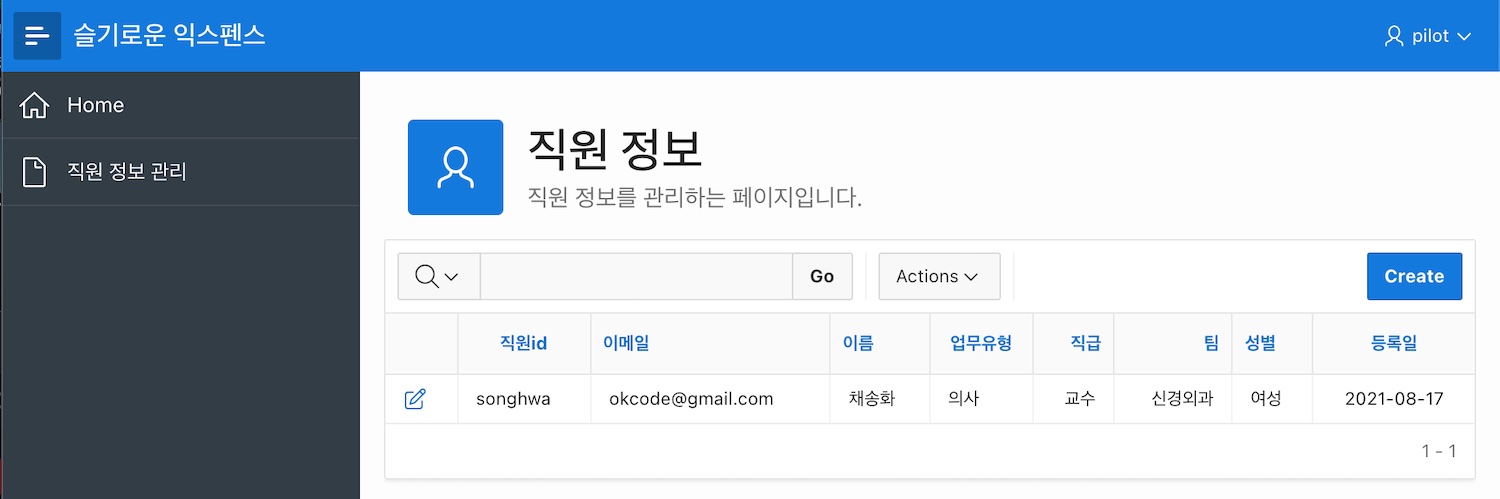 슬기로운 익스펜스
pilot
Home
직원 정보 관리
직원 정보
직원 정보를 관리하는 페이지입니다.
Go Actions Create
직원id 이메일 이름 업무유형 직급 팀 성별 등록일
songhwa okcode@gmail.com 채송화 의사 교수 신경외과 여성 2021-08-17
1 - 1